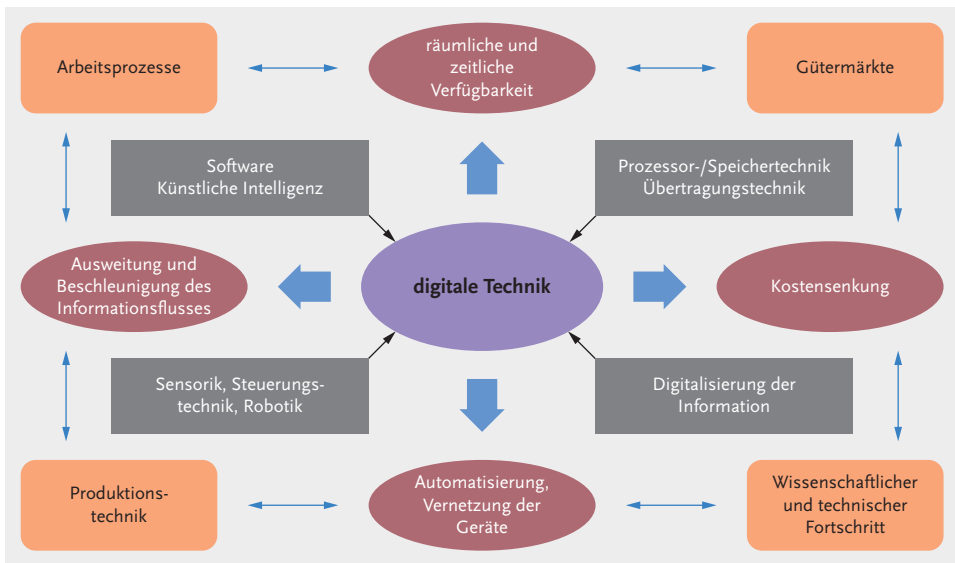 Arbeitsprozesse
räumliche und
zeitliche
Verfügbarkeit
Gütermärkte
Software
Künstliche Intelligenz
Prozessor-/Speichertechnik
Übertragungstechnik
Ausweitung und
Beschleunigung des
Informationsflusses
digitale Technik
Kostensenkung
Sensorik, Steuerungs-
technik, Robotik
Digitalisierung der
Information
Produktions-
technik
Automatisierung,
Vernetzung der
Geräte
Wissenschaftlicher
und technischer
Fortschritt